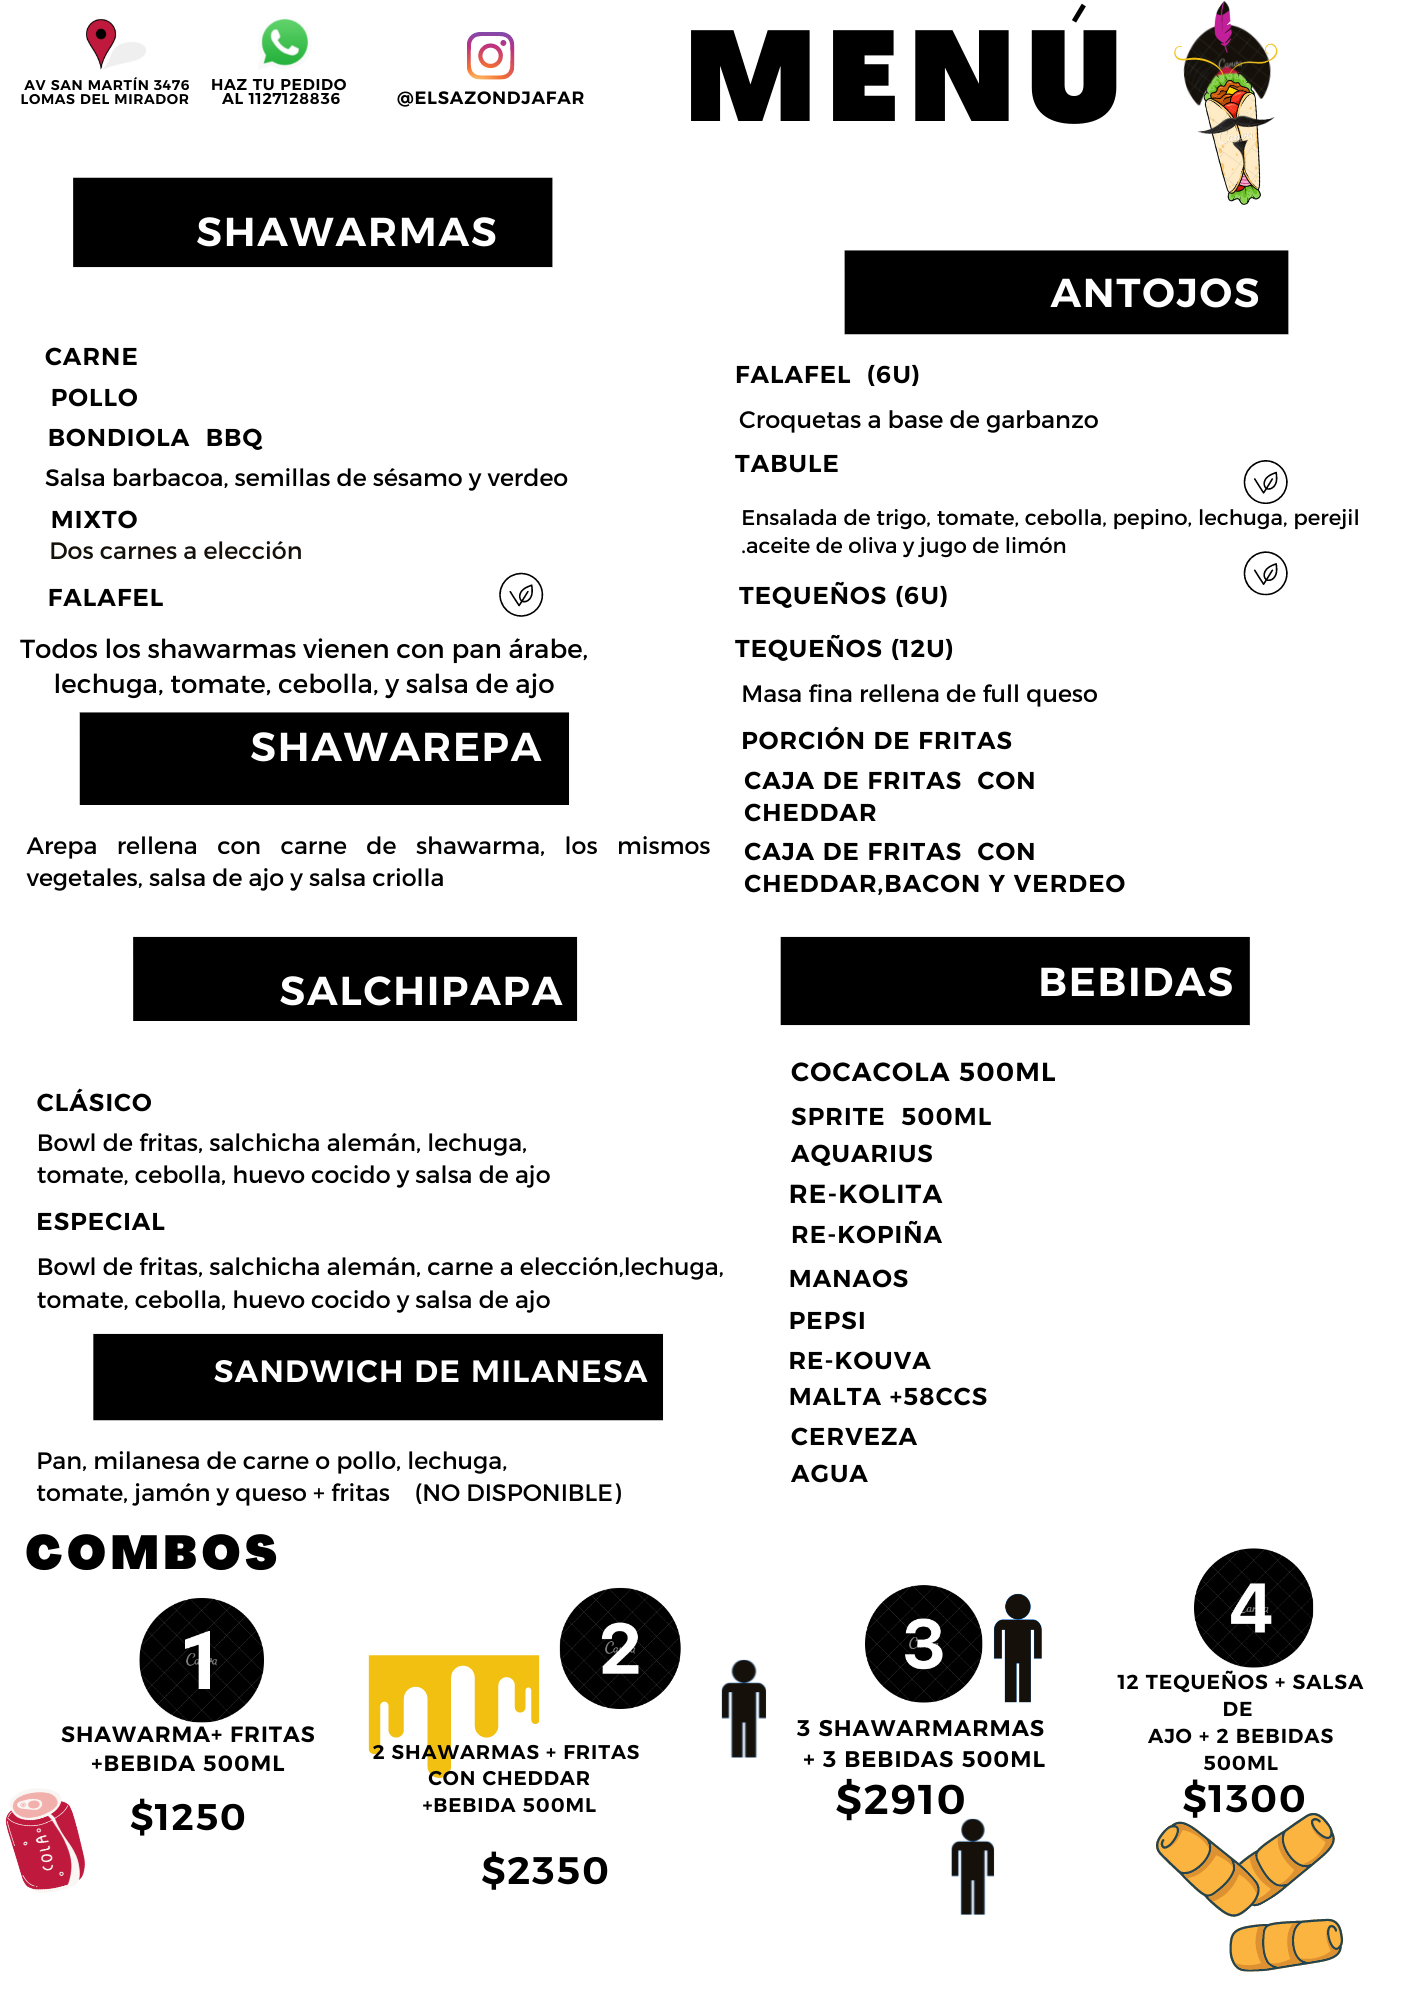 AV SAN MARTÍN 3476
LOMAS DEL MIRADOR
HAZ TU PEDIDO
AL 1127128836
@ELSAZONDJAFAR
MENÚ
SHAWARMAS
CARNE
POLLO
BONDIOLA BBQ
Salsa barbacoa, semillas de sésamo y verdeo
MIXTO
Dos carnes a elección
FALAFEL
Todos los shawarmas vienen con pan árabe,
lechuga, tomate, cebolla, y salsa de ajo
SHAWAREPA
Arepa rellena con carne de shawarma, los mismos
vegetales, salsa de ajo y salsa criolla
SALCHIPAPA
CLÁSICO
Bowl de fritas, salchicha alemán, lechuga,
tomate, cebolla, huevo cocido y salsa de ajo
ESPECIAL
Bowl de fritas, salchicha alemán, carne a elección,lechuga,
tomate, cebolla, huevo cocido y salsa de ajo
SANDWICH DE MILANESA
Pan, milanesa de carne o pollo, lechuga,
tomate, jamón y queso + fritas (NO DISPONIBLE)
ANTOJOS
FALAFEL (6U)
Croquetas a base de garbanzo
TABULE
Ensalada de trigo, tomate, cebolla, pepino, lechuga, perejil
.aceite de oliva y jugo de limón
TEQUEÑOS (6U)
TEQUEÑOS (12U)
Masa fina rellena de full queso
PORCIÓN DE FRITAS
CAJA DE FRITAS CON
CHEDDAR
CAJA DE FRITAS CON
CHEDDAR,BACON Y VERDEO
BEBIDAS
COCACOLA 500ML
SPRITE 500ML
AQUARIUS
RE-KOLITA
RE-KOPIÑA
MANAOS
PEPSI
RE-KOUVA
MALTA +58CCS
CERVEZA
AGUA
COMBOS
1
SHAWARMA+ FRITAS
+BEBIDA 500ML
$1250
COLA
2
2 SHAWARMAS + FRITAS
CON CHEDDAR
+BEBIDA 500ML
$2350
3
3 SHAWARMARMAS
+ 3 BEBIDAS 500ML
$2910
4
12 TEQUEÑOS + SALSA
DE
AJO + 2 BEBIDAS
500ML
$1300